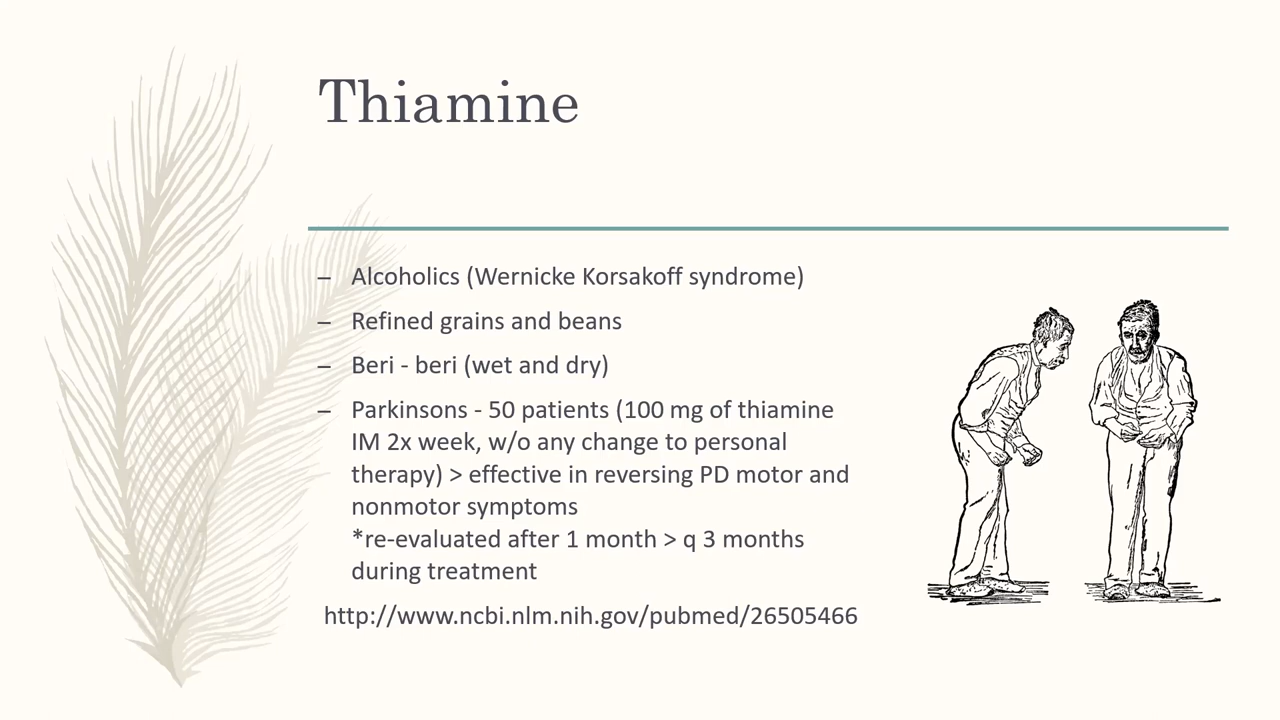 Thiamine
– Alcoholics (Wernicke Korsakoff syndrome)
– Refined grains and beans
– Beri - beri (wet and dry)
– Parkinsons - 50 patients (100 mg of thiamine
IM 2x week, w/o any change to personal
therapy) > effective in reversing PD motor and
nonmotor symptoms
*re-evaluated after 1 month > q 3 months
during treatment
http://www.ncbi.nlm.nih.gov/pubmed/26505466